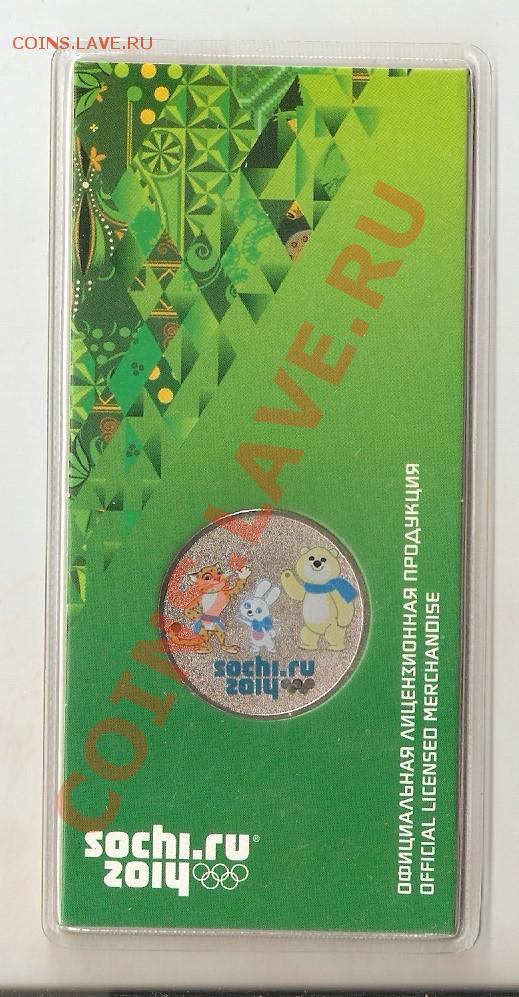 COINS.LAVE.RU
COINS.LAVE.RU
sochi.ru
2014
sochi.ru
2014
ОФИЦИАЛЬНАЯ ЛИЦЕНЗИОННАЯ ПРОДУКЦИЯ
OFFICIAL LICENSED MERCHANDISE